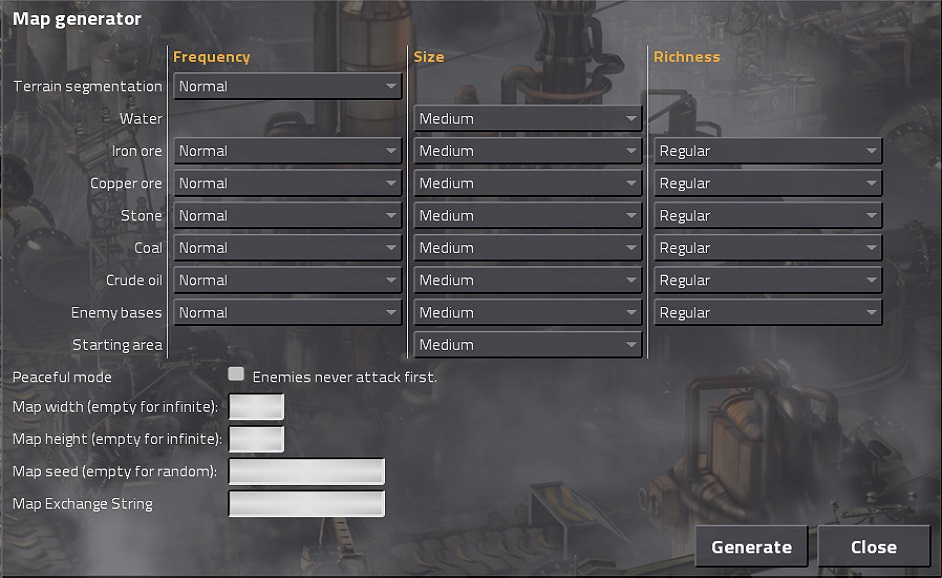 Map generator
Frequency Size Richness
Terrain segmentation Normal
Water Medium
Iron ore Normal Medium Regular
Copper ore Normal Medium Regular
Stone Normal Medium Regular
Coal Normal Medium Regular
Crude oil Normal Medium Regular
Enemy bases Normal Medium Regular
Starting area Medium
Peaceful mode Enemies never attack first.
Map width (empty for infinite):
Map height (empty for infinite):
Map seed (empty for random):
Map Exchange String
Generate Close